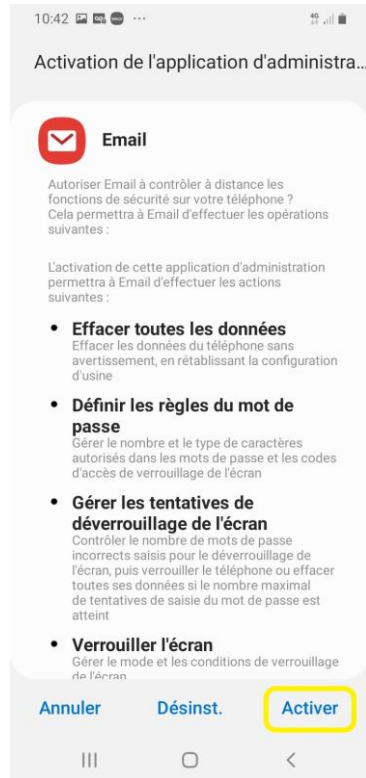 10:42 ...
4G
Activation de l'application d'administra...
Email
Autoriser Email à contrôler à distance les
fonctions de sécurité sur votre téléphone ?
Cela permettra à Email d'effectuer les opérations
suivantes :
L'activation de cette application d'administration
permettra à Email d'effectuer les actions
suivantes :
• Effacer toutes les données
Effacer les données du téléphone sans
avertissement, en rétablissant la configuration
d'usine
• Définir les règles du mot de
passe
Gérer le nombre et le type de caractères
autorisés dans les mots de passe et les codes
d'accès de verrouillage de l'écran
• Gérer les tentatives de
déverrouillage de l'écran
Contrôler le nombre de mots de passe
incorrects saisis pour le déverrouillage de
l'écran, puis verrouiller le téléphone ou effacer
toutes ses données si le nombre maximal
de tentatives de saisie du mot de passe est
atteint
• Verrouiller l'écran
Gérer le mode et les conditions de verrouillage
de l'écran
Annuler Désinst. Activer